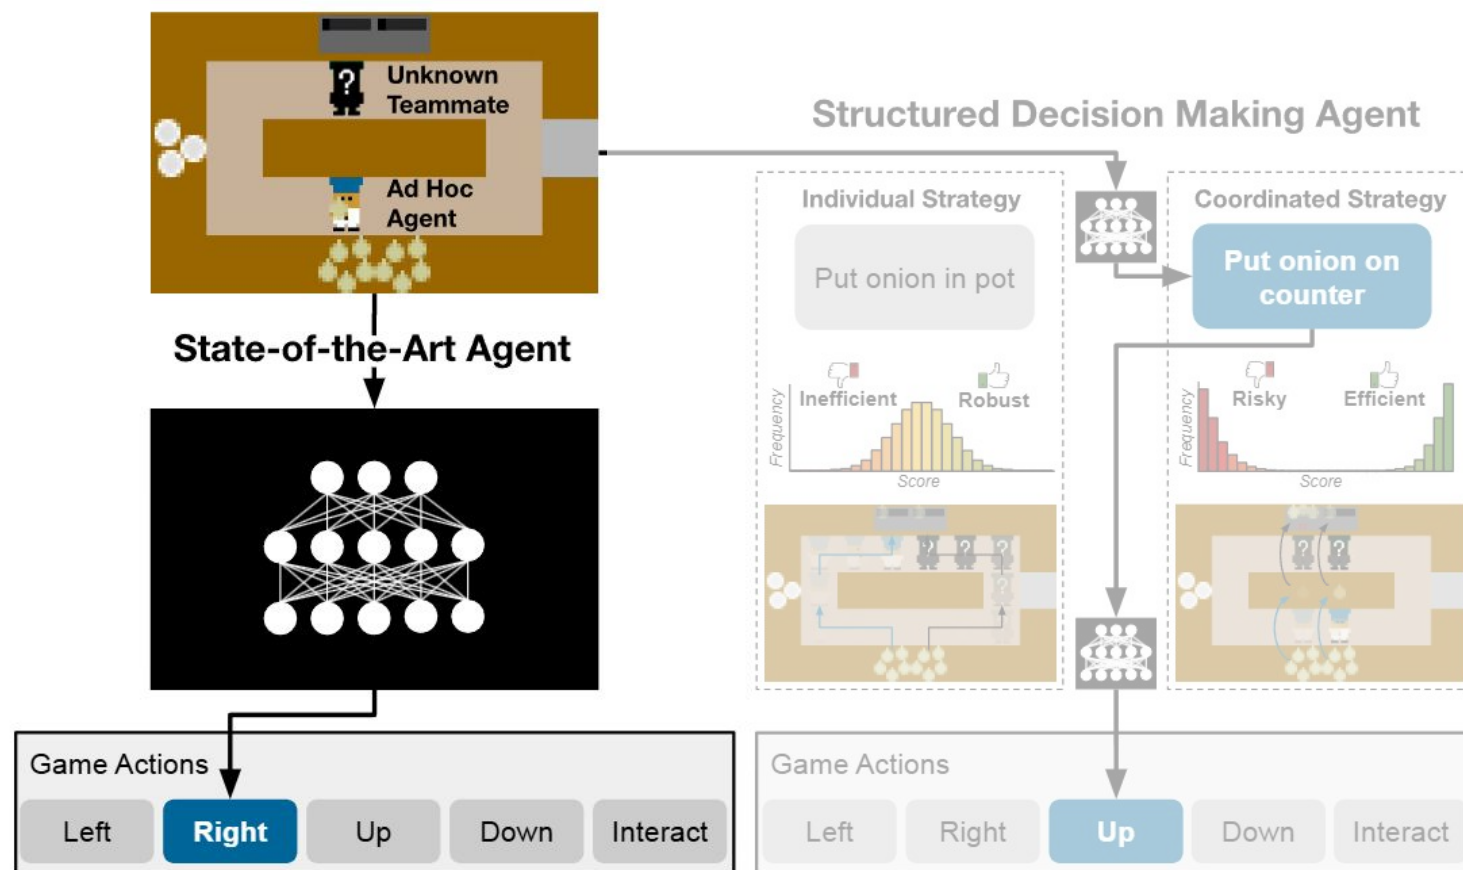 ?
Unknown
Teammate
Ad Hoc
Agent
State-of-the-Art Agent
Game Actions
Left
Right
Up
Down
Interact
Structured Decision Making Agent
Individual Strategy
Put onion in pot
Inefficient
Robust
Frequency
Score
? ? ?
?
Coordinated Strategy
Put onion on
counter
Risky
Efficient
Frequency
Score
? ?
Game Actions
Left
Right
Up
Down
Interact